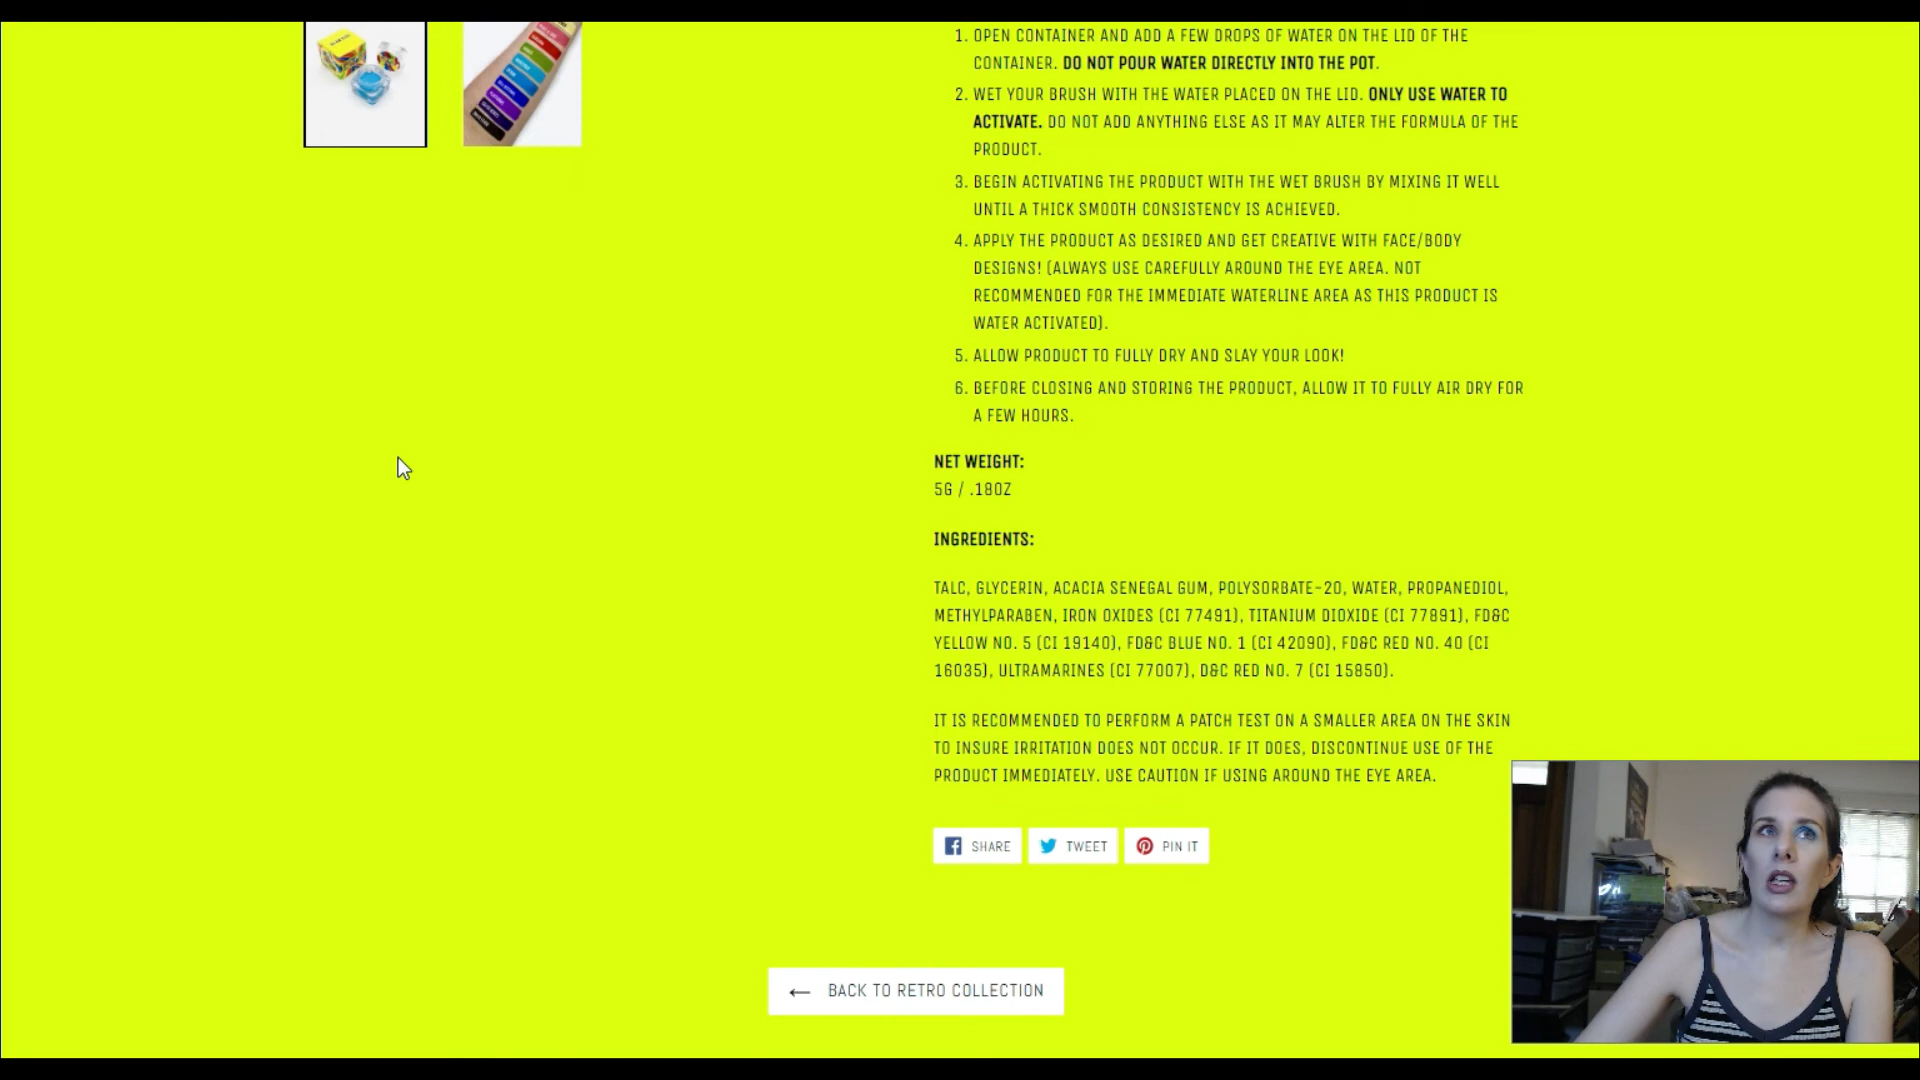 1. OPEN CONTAINER AND ADD A FEW DROPS OF WATER ON THE LID OF THE
CONTAINER. DO NOT POUR WATER DIRECTLY INTO THE POT.
2. WET YOUR BRUSH WITH THE WATER PLACED ON THE LID. ONLY USE WATER TO
ACTIVATE. DO NOT ADD ANYTHING ELSE AS IT MAY ALTER THE FORMULA OF THE
PRODUCT.
3. BEGIN ACTIVATING THE PRODUCT WITH THE WET BRUSH BY MIXING IT WELL
UNTIL A THICK SMOOTH CONSISTENCY IS ACHIEVED.
4. APPLY THE PRODUCT AS DESIRED AND GET CREATIVE WITH FACE/BODY
DESIGNS! (ALWAYS USE CAREFULLY AROUND THE EYE AREA. NOT
RECOMMENDED FOR THE IMMEDIATE WATERLINE AREA AS THIS PRODUCT IS
WATER ACTIVATED).
5. ALLOW PRODUCT TO FULLY DRY AND SLAY YOUR LOOK!
6. BEFORE CLOSING AND STORING THE PRODUCT, ALLOW IT TO FULLY AIR DRY FOR
A FEW HOURS.
NET WEIGHT:
5G / .18OZ
INGREDIENTS:
TALC, GLYCERIN, ACACIA SENEGAL GUM, POLYSORBATE-20, WATER, PROPANEDIOL,
METHYLPARABEN, IRON OXIDES (CI 77491), TITANIUM DIOXIDE (CI 77891), FD&C
YELLOW NO. 5 (CI 19140), FD&C BLUE NO. 1 (CI 42090), FD&C RED NO. 40 (CI
16035), ULTRAMARINES (CI 77007), D&C RED NO. 7 (CI 15850).
IT IS RECOMMENDED TO PERFORM A PATCH TEST ON A SMALLER AREA ON THE SKIN
TO INSURE IRRITATION DOES NOT OCCUR. IF IT DOES, DISCONTINUE USE OF THE
PRODUCT IMMEDIATELY. USE CAUTION IF USING AROUND THE EYE AREA.
SHARE
TWEET
PIN IT
← BACK TO RETRO COLLECTION